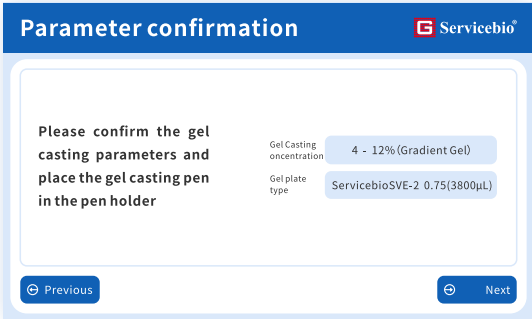 Parameter confirmation
G Servicebio®
Please confirm the gel
casting parameters and
place the gel casting pen
in the pen holder
Gel Casting
oncentration
4 - 12%(Gradient Gel)
Gel plate
type
ServicebioSVE-2 0.75(3800μL)
Previous
Next